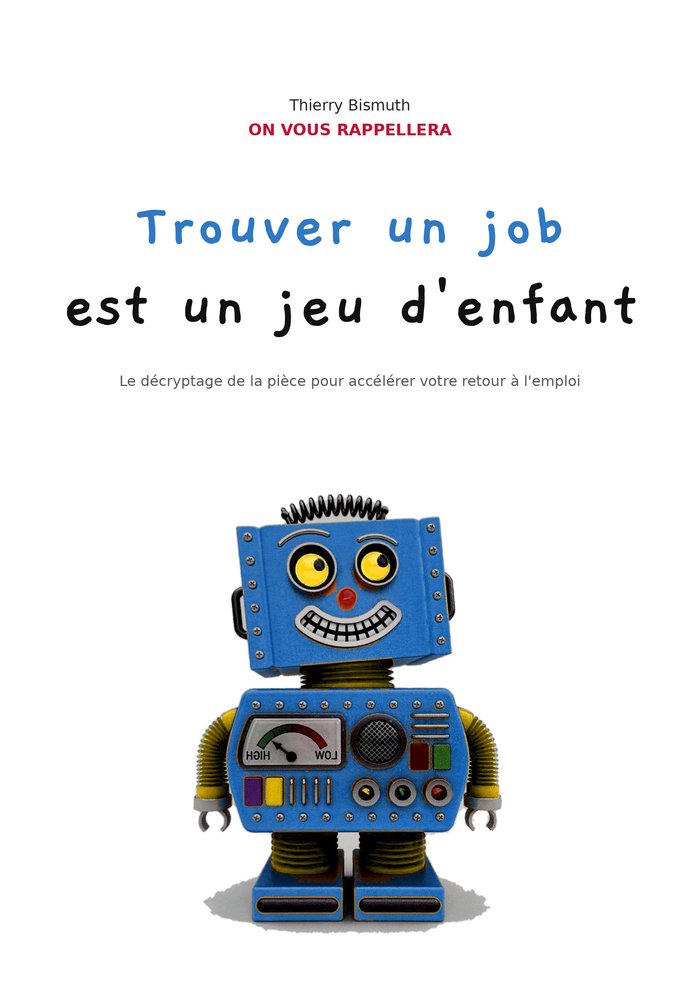 Thierry Bismuth
ON VOUS RAPPELLERA
Trouver un job
est un jeu d'enfant
Le décryptage de la pièce pour accélérer votre retour à l'emploi
HIGH LOW